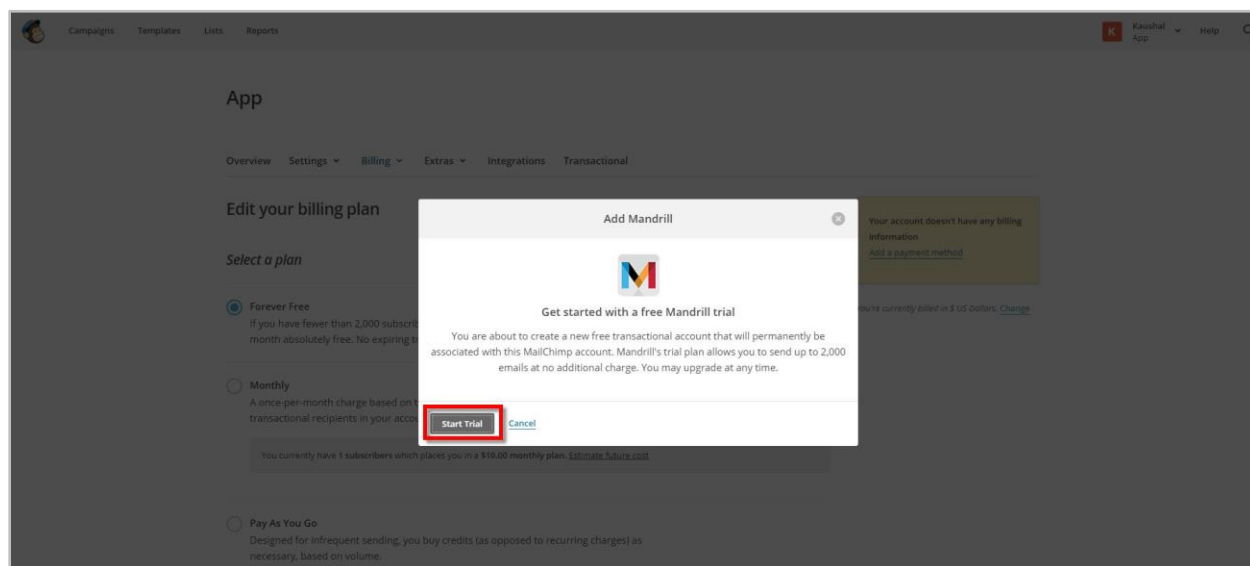 Campaigns Templates Lists Reports
K Kaushal Help
App
App
Overview Settings Billing Extras Integrations Transactional
Edit your billing plan
Select a plan
Forever Free
If you have fewer than 2,000
month absolutely free. No expiring
Monthly
A once-per-month charge based on
transactional recipients in your
You currently have 1 subscribers which places you in a $10.00 monthly plan. Estimate future cost
Pay As You Go
Designed for infrequent sending, you buy credits (as opposed to recurring charges) as
necessary, based on volume.
Add Mandrill
Get started with a free Mandrill trial
You are about to create a new free transactional account that will permanently be
associated with this MailChimp account. Mandrill's trial plan allows you to send up to 2,000
emails at no additional charge. You may upgrade at any time.
Start Trial Cancel
Your account doesn't have any billing
information
Add a payment method
you're currently billed in $ US Dollars. Change